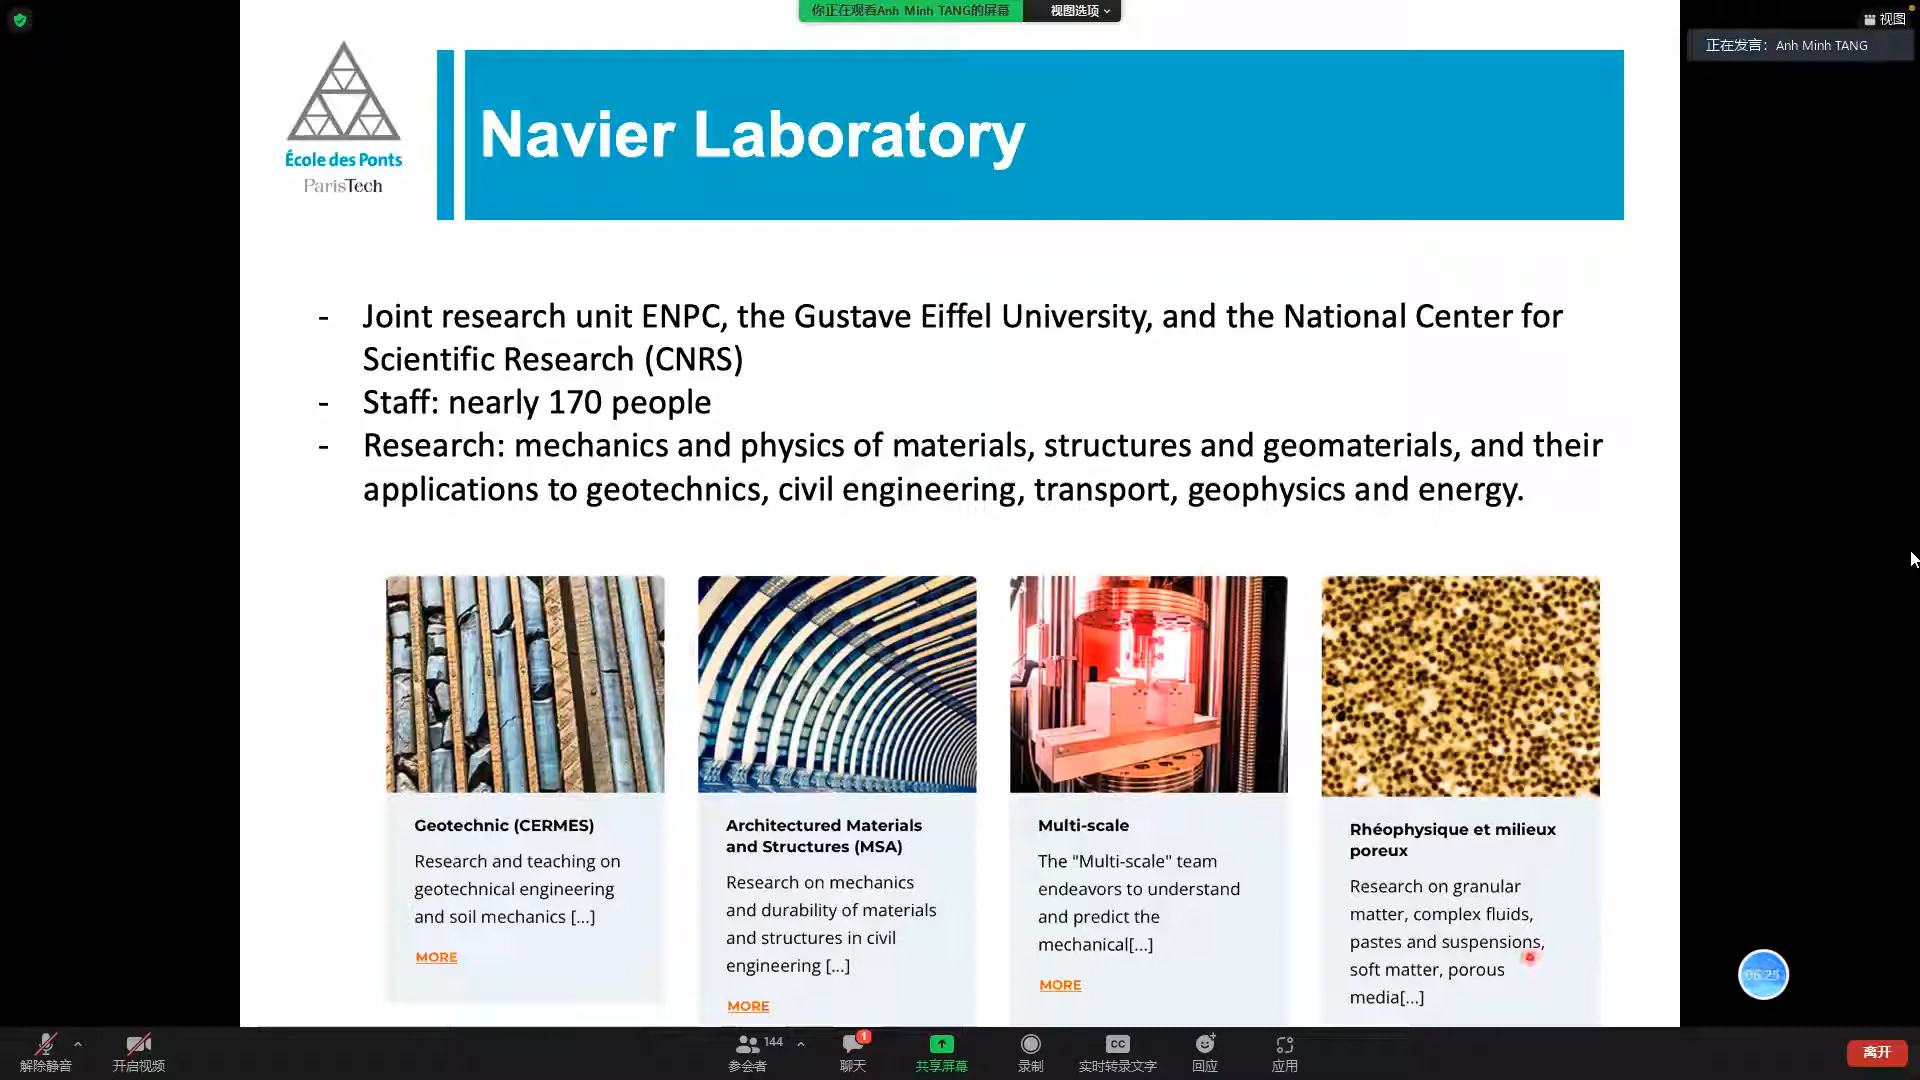 你正在观看Anh Minh TANG的屏幕
视图选项
视图
正在发言: Anh Minh TANG
École des Ponts
ParisTech
Navier Laboratory
- Joint research unit ENPC, the Gustave Eiffel University, and the National Center for
Scientific Research (CNRS)
- Staff: nearly 170 people
- Research: mechanics and physics of materials, structures and geomaterials, and their
applications to geotechnics, civil engineering, transport, geophysics and energy.
Geotechnic (CERMES)
Research and teaching on
geotechnical engineering
and soil mechanics [...]
MORE
Architectured Materials
and Structures (MSA)
Research on mechanics
and durability of materials
and structures in civil
engineering [...]
MORE
Multi-scale
The "Multi-scale" team
endeavors to understand
and predict the
mechanical[...]
MORE
Rhéophysique et milieux
poreux
Research on granular
matter, complex fluids,
pastes and suspensions,
soft matter, porous
media[...]
解除静音
开启视频
144
参会者
1
聊天
共享屏幕
录制
CC
实时转录文字
回应
应用
离开